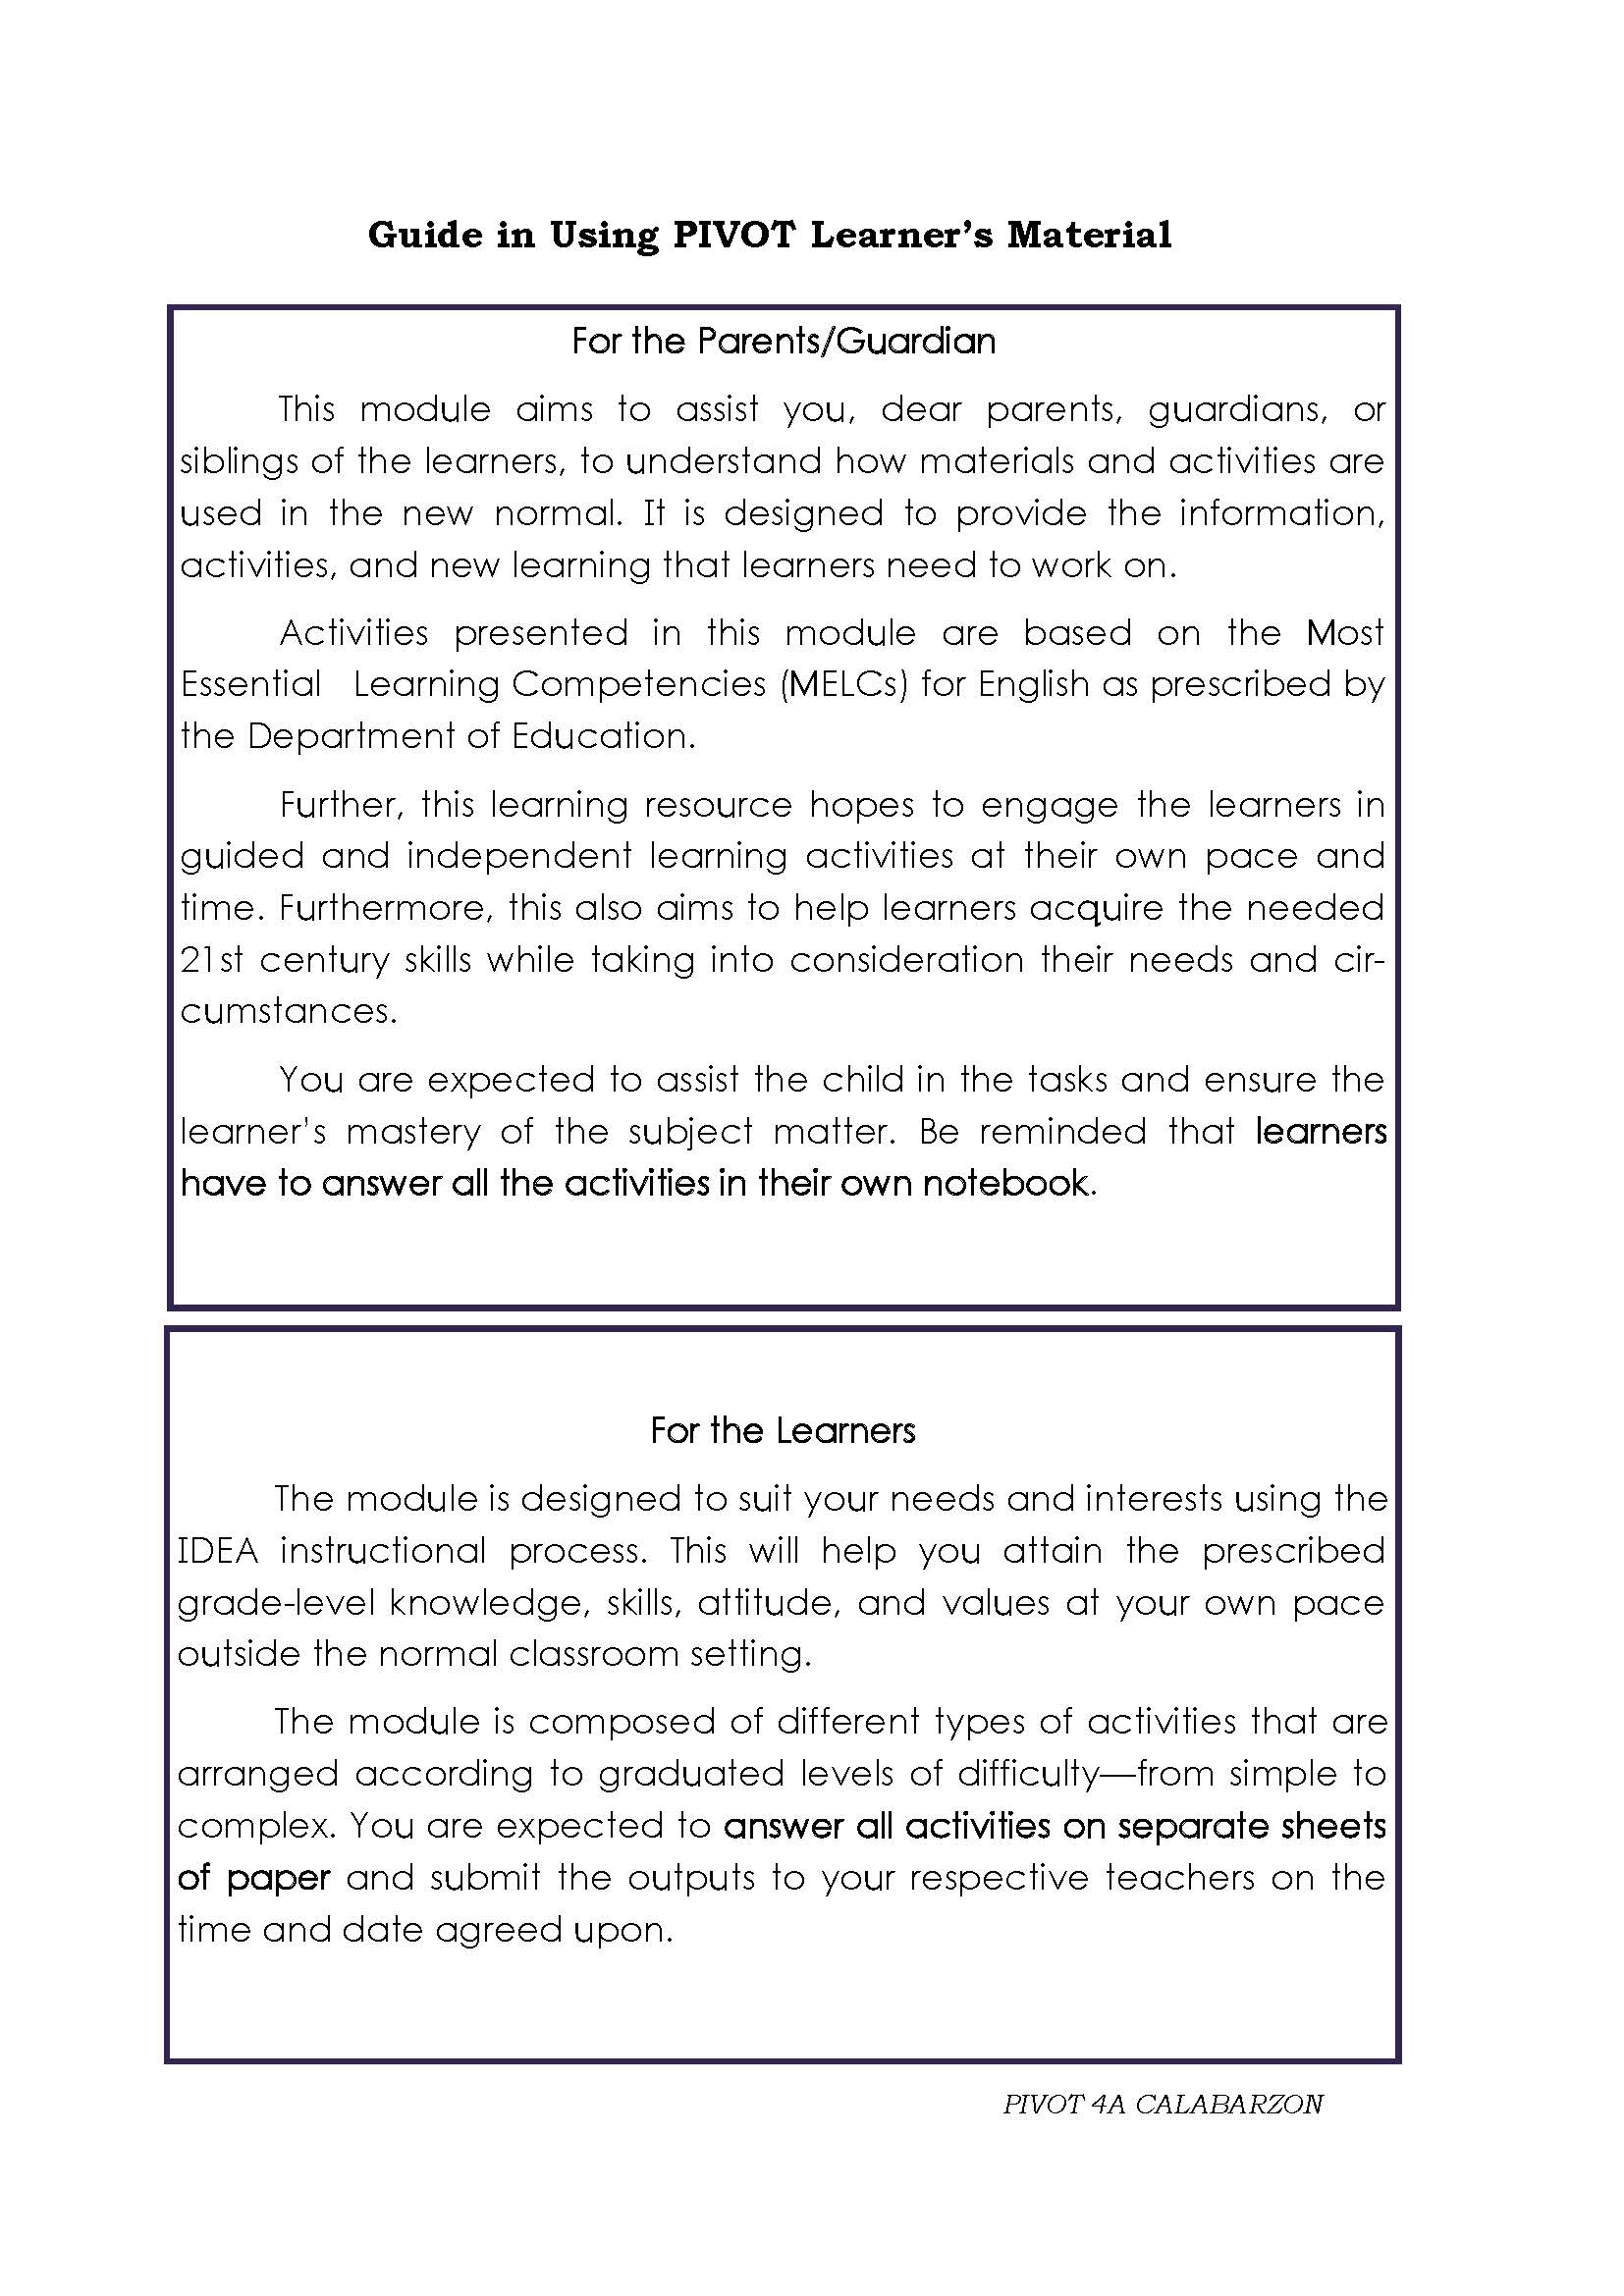 Guide in Using PIVOT Learner’s Material
For the Parents/Guardian
This module aims to assist you, dear parents, guardians, or
siblings of the learners, to understand how materials and activities are
used in the new normal. It is designed to provide the information,
activities, and new learning that learners need to work on.
Activities presented in this module are based on the Most
Essential Learning Competencies (MELCs) for English as prescribed by
the Department of Education.
Further, this learning resource hopes to engage the learners in
guided and independent learning activities at their own pace and
time. Furthermore, this also aims to help learners acquire the needed
21st century skills while taking into consideration their needs and cir-
cumstances.
You are expected to assist the child in the tasks and ensure the
learner's mastery of the subject matter. Be reminded that learners
have to answer all the activities in their own notebook.
For the Learners
The module is designed to suit your needs and interests using the
IDEA instructional process. This will help you attain the prescribed
grade-level knowledge, skills, attitude, and values at your own pace
outside the normal classroom setting.
The module is composed of different types of activities that are
arranged according to graduated levels of difficulty—from simple to
complex. You are expected to answer all activities on separate sheets
of paper and submit the outputs to your respective teachers on the
time and date agreed upon.
PIVOT 4A CALABARZON